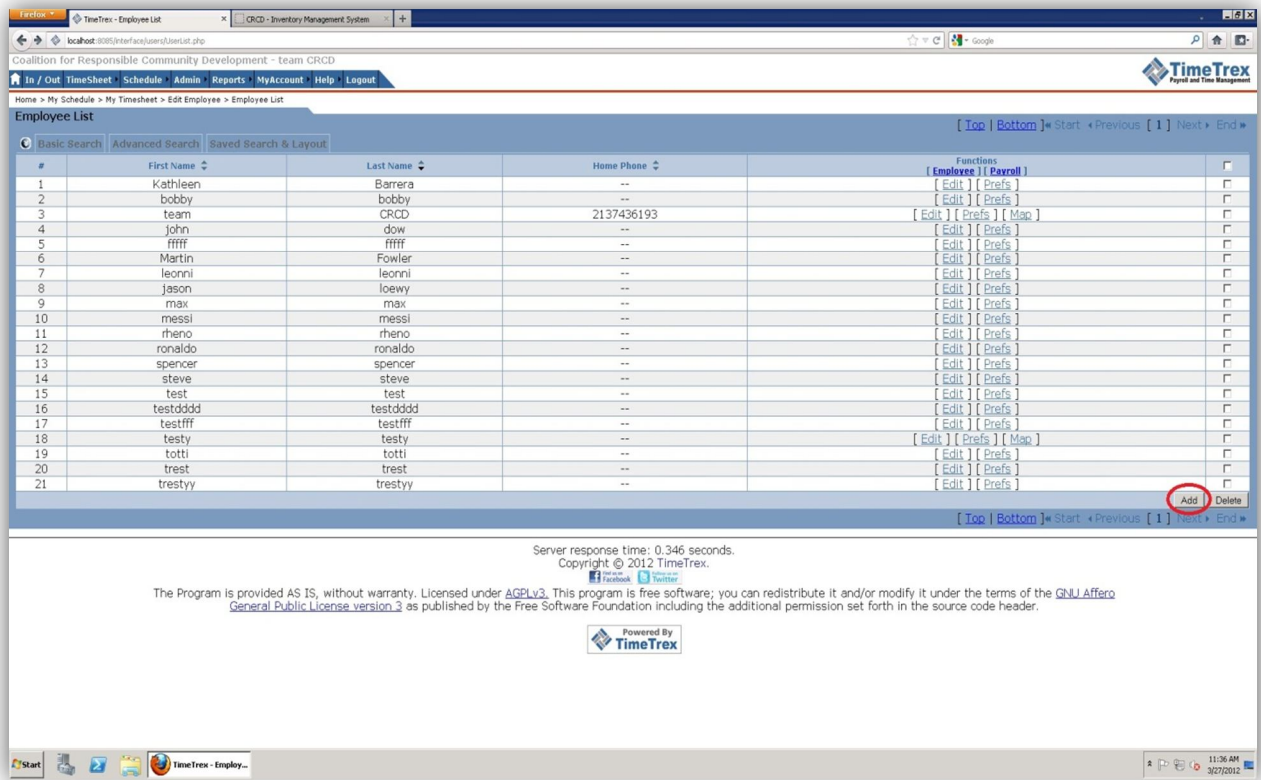 Firefox
TimeTrex - Employee List
CRCD - Inventory Management System
localhost:8085/interface/users/UserList.php
Google
Coalition for Responsible Community Development - team CRCD
TimeTrex
Payroll and Time Management
In / Out TimeSheet Schedule Admin Reports MyAccount Help Logout
Home > My Schedule > My Timesheet > Edit Employee > Employee List
Employee List
[ Top | Bottom ] Start Previous [ 1 ] Next End
Basic Search Advanced Search Saved Search & Layout
# First Name Last Name Home Phone Functions
[ Employee ] [ Payroll ]
1 Kathleen Barrera -- [ Edit ] [ Prefs ]
2 bobby bobby -- [ Edit ] [ Prefs ]
3 team CRCD 2137436193 [ Edit ] [ Prefs ] [ Map ]
4 john dow -- [ Edit ] [ Prefs ]
5 fffff fffff -- [ Edit ] [ Prefs ]
6 Martin Fowler -- [ Edit ] [ Prefs ]
7 leonni leonni -- [ Edit ] [ Prefs ]
8 jason loewy -- [ Edit ] [ Prefs ]
9 max max -- [ Edit ] [ Prefs ]
10 messi messi -- [ Edit ] [ Prefs ]
11 rheno rheno -- [ Edit ] [ Prefs ]
12 ronaldo ronaldo -- [ Edit ] [ Prefs ]
13 spencer spencer -- [ Edit ] [ Prefs ]
14 steve steve -- [ Edit ] [ Prefs ]
15 test test -- [ Edit ] [ Prefs ]
16 testdddd testdddd -- [ Edit ] [ Prefs ]
17 testfff testfff -- [ Edit ] [ Prefs ]
18 testy testy -- [ Edit ] [ Prefs ] [ Map ]
19 totti totti -- [ Edit ] [ Prefs ]
20 trest trest -- [ Edit ] [ Prefs ]
21 trestyy trestyy -- [ Edit ] [ Prefs ]
Add Delete
[ Top | Bottom ] Start Previous [ 1 ] Next End
Server response time: 0.346 seconds.
Copyright © 2012 TimeTrex.
Find us on Facebook Follow us on Twitter
The Program is provided AS IS, without warranty. Licensed under AGPLv3. This program is free software; you can redistribute it and/or modify it under the terms of the GNU Affero
General Public License version 3 as published by the Free Software Foundation including the additional permission set forth in the source code header.
Powered By
TimeTrex
Start
TimeTrex - Employ...
11:36 AM
3/27/2012